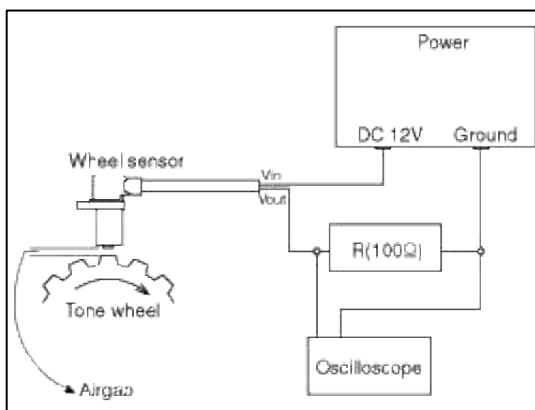 Power
DC 12V Ground
Wheel sensor
Vin
Vout
R(100Ω)
Tone wheel
Oscilloscope
Airgap